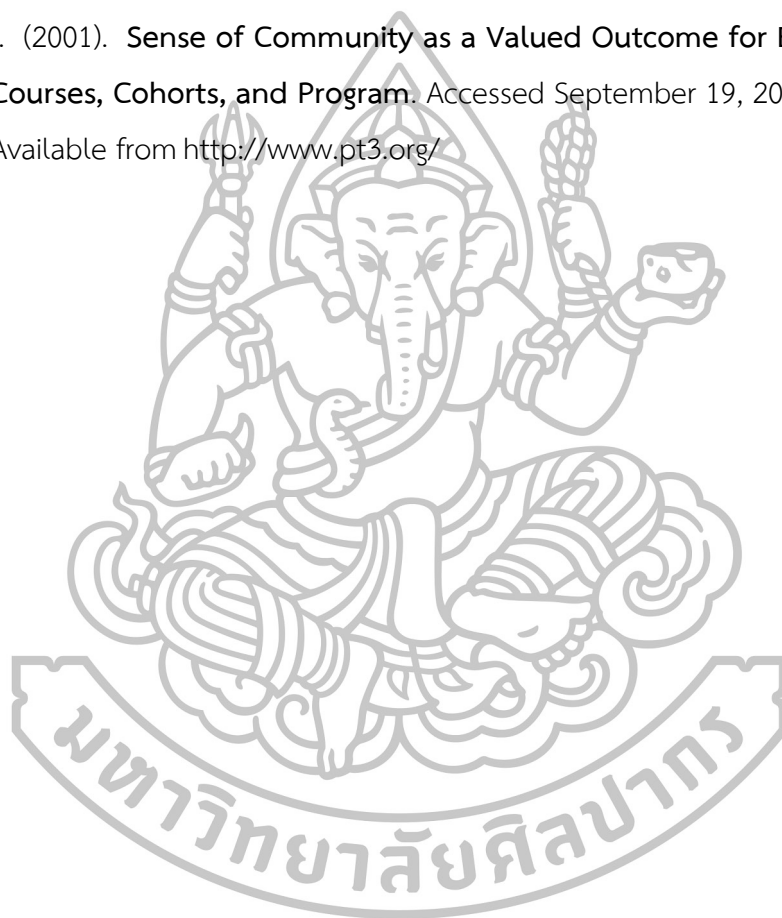 . (2001). Sense of Community as a Valued Outcome for
Courses, Cohorts, and Program. Accessed September 19, 20
Available from http://www.pt3.org/
มหาวิทยาลัยศิลปากร